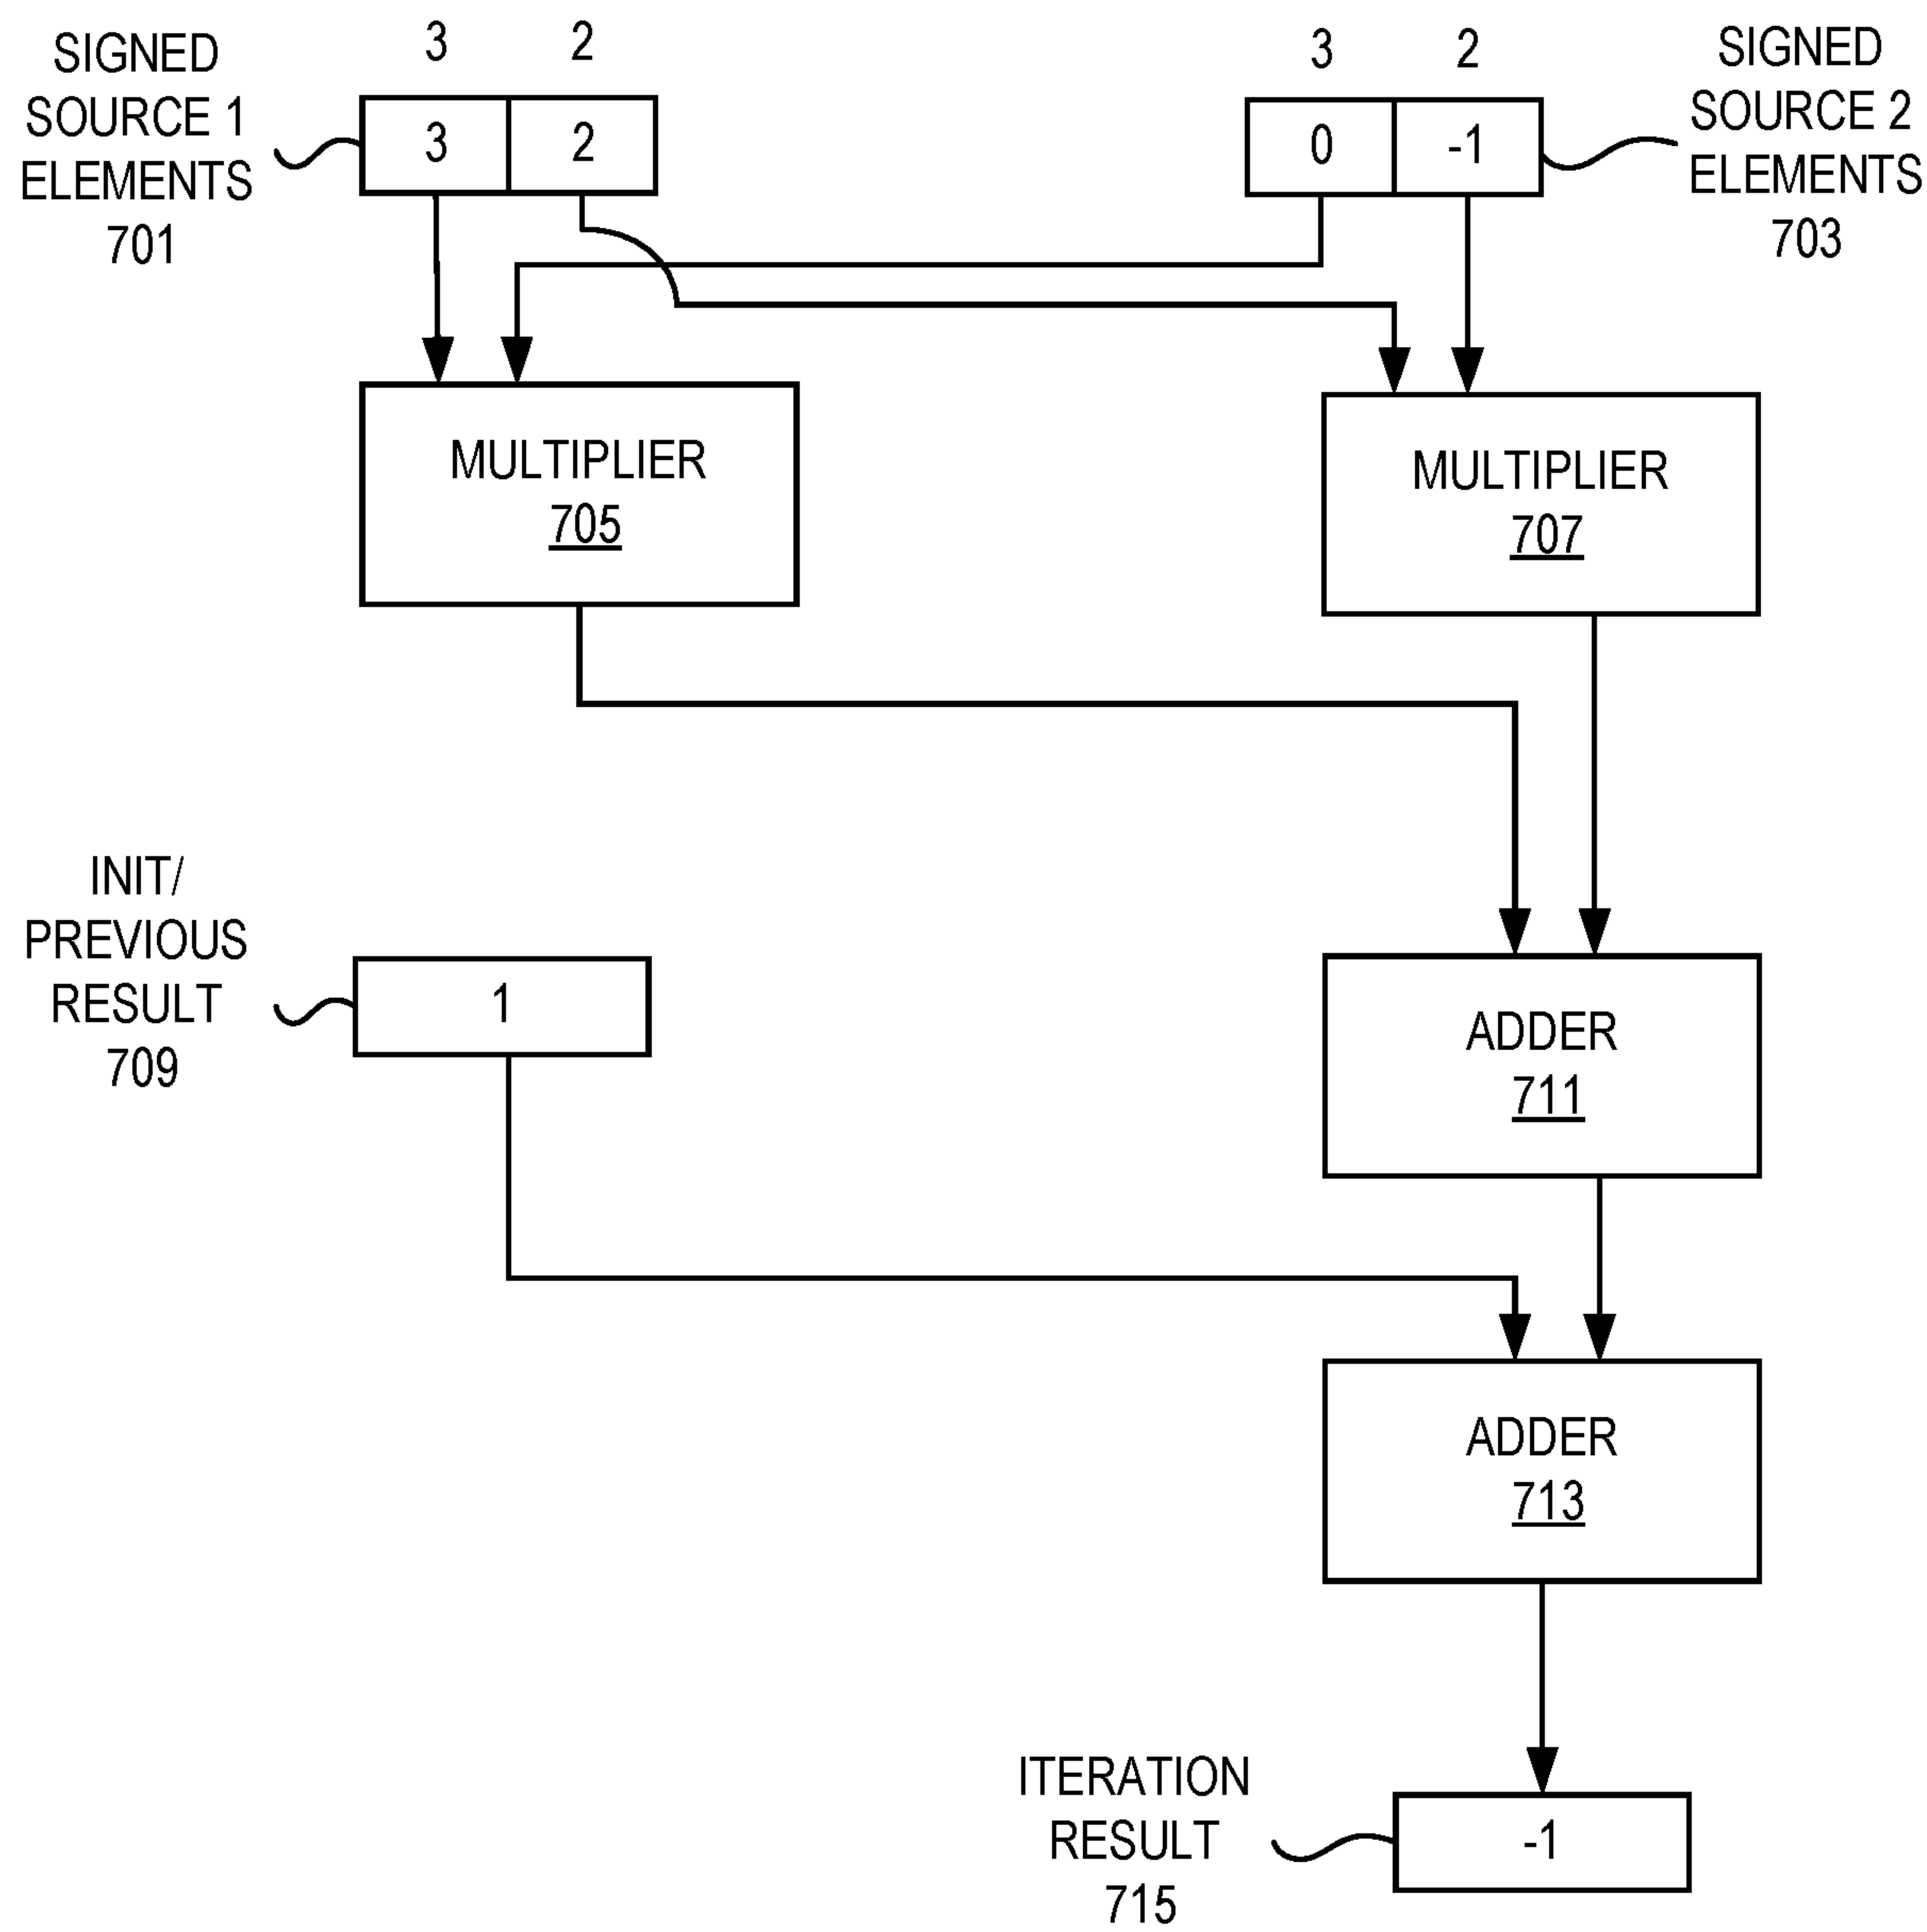 SIGNED
SOURCE 1
ELEMENTS
701
3 2
3 2
3 2
0 -1
SIGNED
SOURCE 2
ELEMENTS
703
MULTIPLIER
705
MULTIPLIER
707
INIT/
PREVIOUS
RESULT
709
1
ADDER
711
ADDER
713
ITERATION
RESULT
715
-1